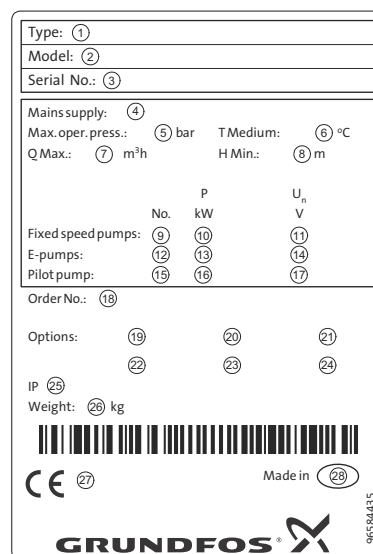 Type: 1
Model: 2
Serial No.: 3
Mains supply: 4
Max. oper. press.: 5 bar T Medium: 6 °C
Q Max.: 7 m³h H Min.: 8 m
P Uₙ
No. kW V
Fixed speed pumps: 9 10 11
E-pumps: 12 13 14
Pilot pump: 15 16 17
Order No.: 18
Options: 19 20 21
22 23 24
IP 25
Weight: 26 kg
CE 27 Made in 28
GRUNDFOS
96584435